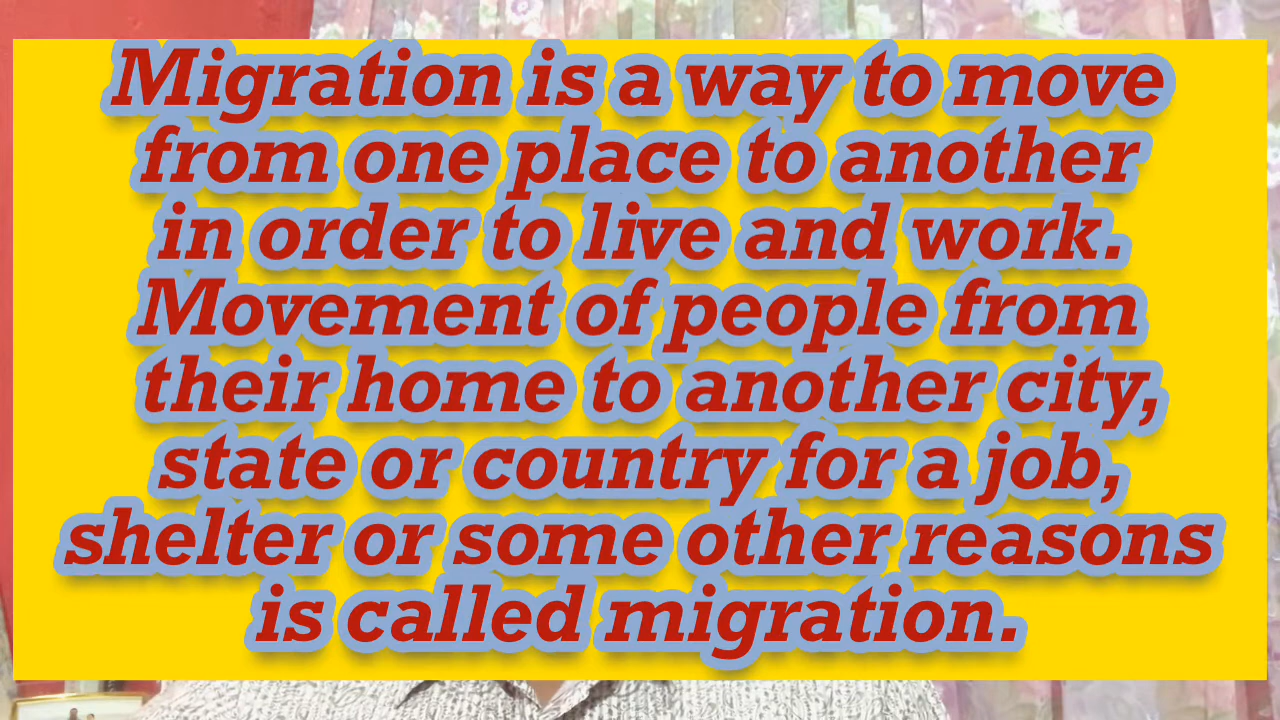 Migration is a way to move
from one place to another
in order to live and work.
Movement of people from
their home to another city,
state or country for a job,
shelter or some other reasons
is called migration.